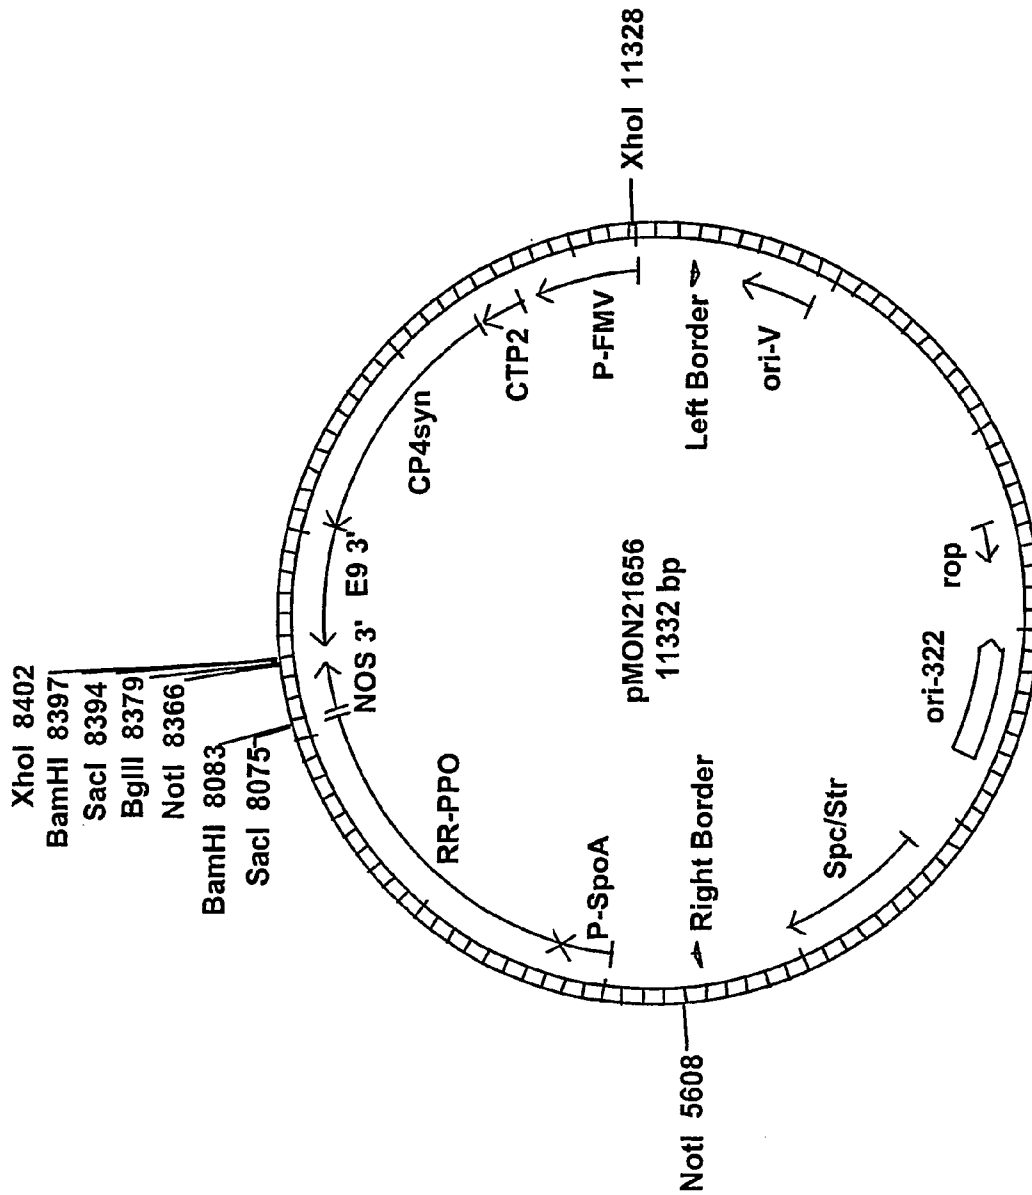 XhoI 8402
BamHI 8397
SacI 8394
BglII 8379
NotI 8366
BamHI 8083
SacI 8075
XhoI 11328
NotI 5608
NOS 3'
E9 3'
CP4syn
CTP2
P-FMV
RR-PPO
P-SpoA
pMON21656
11332 bp
Left Border
Right Border
ori-V
rop
ori-322
Spc/Str